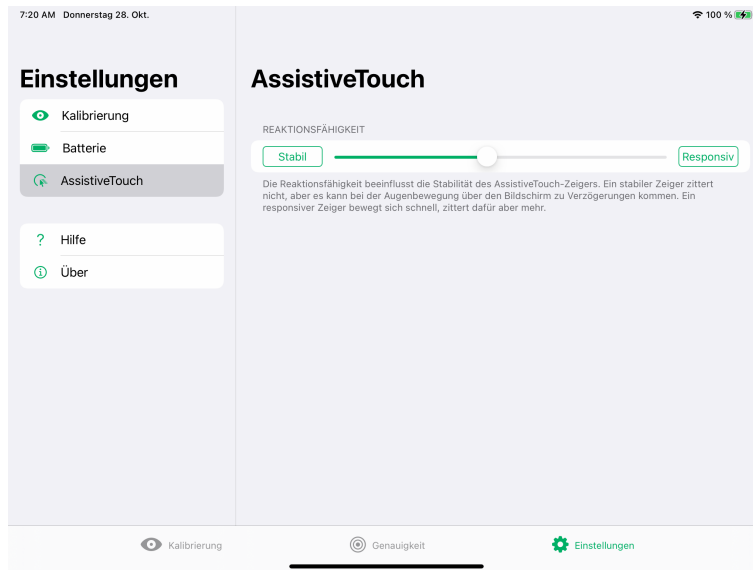 7:20 AM Donnerstag 28. Okt.
100 %
Einstellungen
Kalibrierung
Batterie
AssistiveTouch
? Hilfe
Über
AssistiveTouch
REAKTIONSFÄHIGKEIT
Stabil
Responsiv
Die Reaktionsfähigkeit beeinflusst die Stabilität des AssistiveTouch-Zeigers. Ein stabiler Zeiger zittert
nicht, aber es kann bei der Augenbewegung über den Bildschirm zu Verzögerungen kommen. Ein
responsiver Zeiger bewegt sich schnell, zittert dafür aber mehr.
Kalibrierung
Genauigkeit
Einstellungen